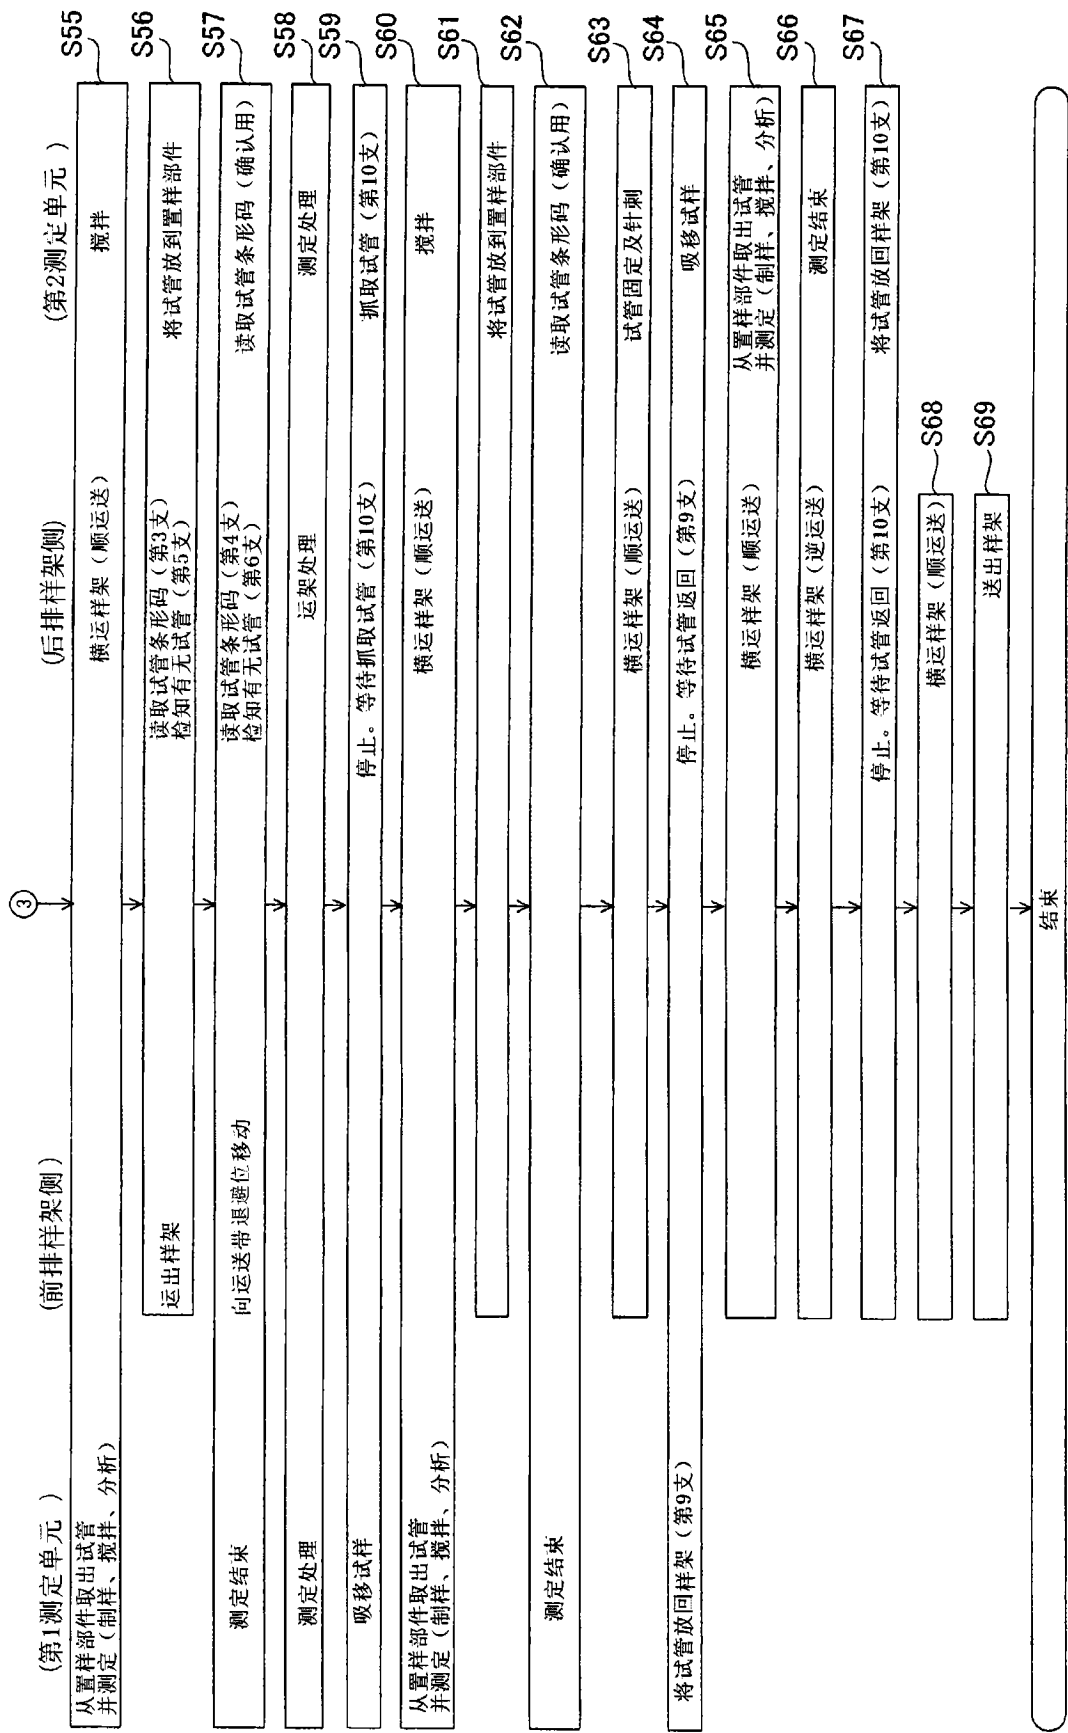 ③
(第1测定单元 )
(前排样架侧 )
(后排样架侧)
(第2测定单元 )
从置样部件取出试管
并测定（制样、搅拌、分析）
横运样架（顺运送）
搅拌
S55
运出样架
读取试管条形码（第3支）
检知有无试管（第5支）
将试管放到置样部件
S56
测定结束
向运送带退避位移动
读取试管条形码（第4支）
检知有无试管（第6支）
读取试管条形码（确认用）
S57
测定处理
运架处理
测定处理
S58
吸移试样
停止。等待抓取试管（第10支）
抓取试管（第10支）
S59
从置样部件取出试管
并测定（制样、搅拌、分析）
横运样架（顺运送）
搅拌
S60
将试管放到置样部件
S61
测定结束
读取试管条形码（确认用）
S62
横运样架（顺运送）
试管固定及针刺
S63
将试管放回样架（第9支）
停止。等待试管返回（第9支）
吸移试样
S64
横运样架（顺运送）
从置样部件取出试管
并测定（制样、搅拌、分析）
S65
横运样架（逆运送）
测定结束
S66
停止。等待试管返回（第10支）
将试管放回样架（第10支）
S67
横运样架（顺运送）
S68
送出样架
S69
结束